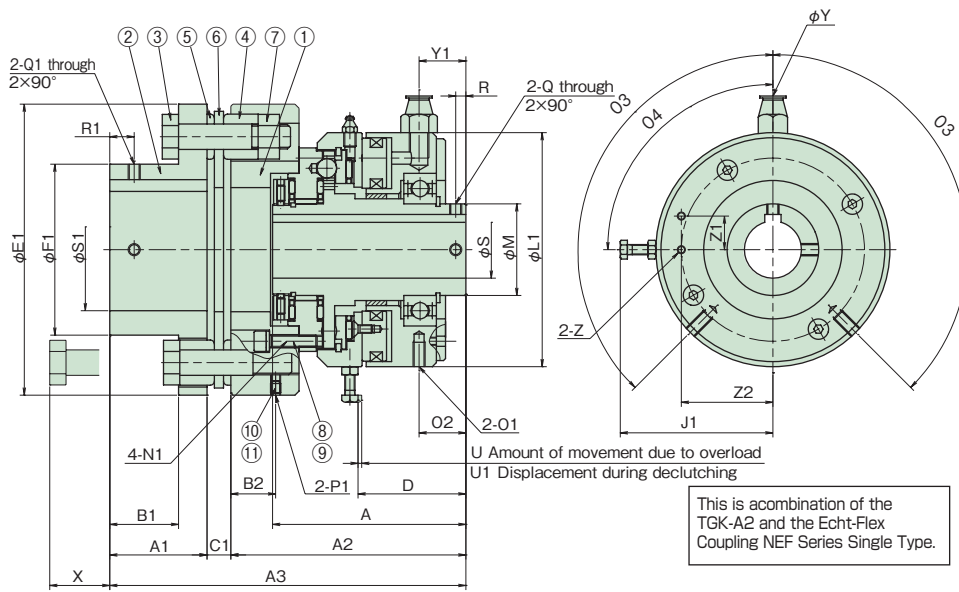 ② ③ ⑤ ⑥ ④ ⑦ ①
2-Q1 through
2×90°
R1
Y1
R
2-Q through
2×90°
φY
O3
O4
O3
φE1
φF1
φS1
φS
φM
φL1
Z1
2-Z
Z2
J1
4-N1
⑩
⑪
⑧
⑨
2-P1
2-O1
O2
U Amount of movement due to overload
U1 Displacement during declutching
B1
B2
D
A
A1
C1
A2
X
A3
This is acombination of the
TGK-A2 and the Echt-Flex
Coupling NEF Series Single Type.